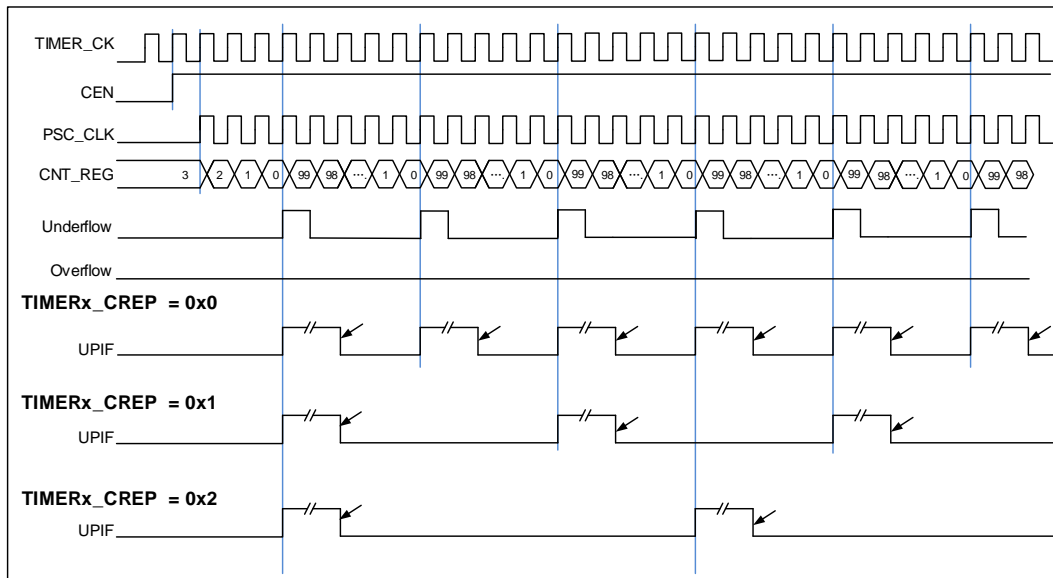 TIMER_CK
CEN
PSC_CLK
CNT_REG 3 2 1 0 99 98 ... 1 0 99 98 ... 1 0 99 98 ... 1 0 99 98 ... 1 0 99 98 ... 1 0 99 98
Underflow
Overflow
TIMERx_CREP = 0x0
UPIF
TIMERx_CREP = 0x1
UPIF
TIMERx_CREP = 0x2
UPIF